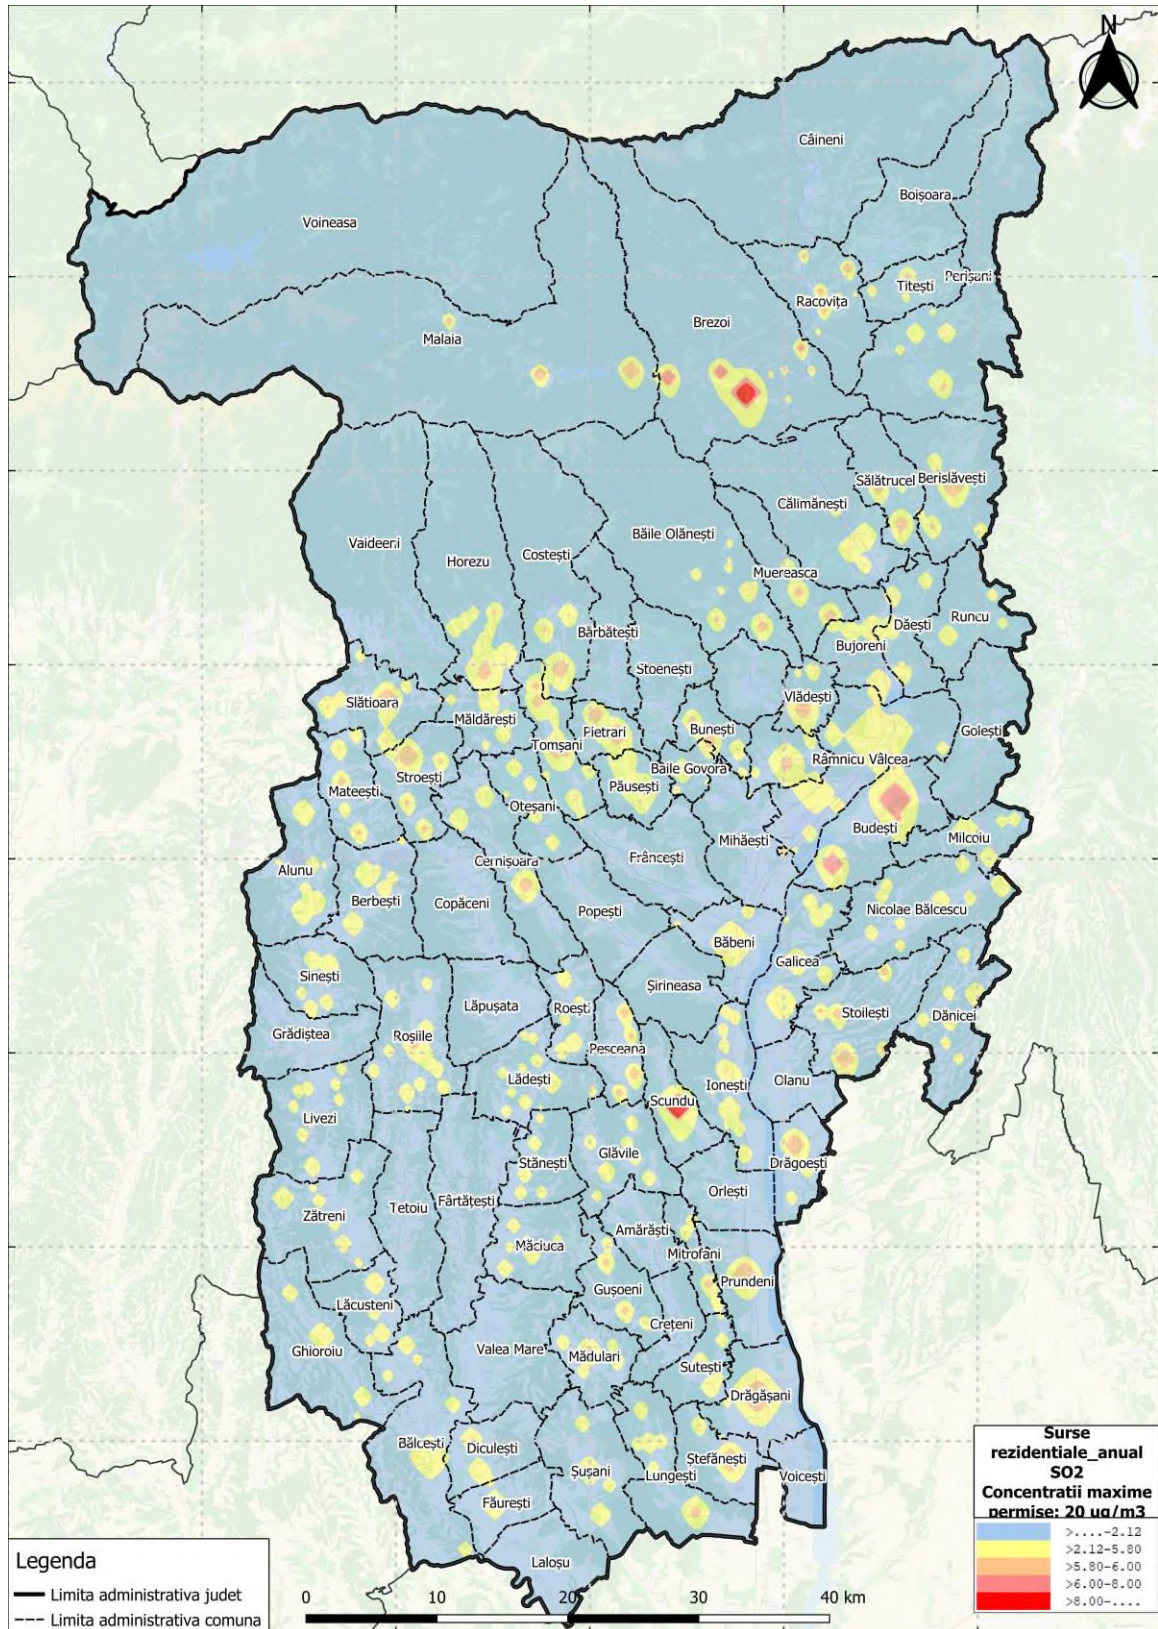 N
Câineni
Boișoara
Voineasa
Perișani
Titești
Racovița
Brezoi
Malaia
Sălătrucel
Berislăvești
Călimănești
Băile Olănești
Vaideeni
Costești
Horezu
Muereasca
Runcu
Dăești
Bărbătești
Bujoreni
Stoenești
Vlădești
Slătioara
Măldărești
Pietrari
Bunești
Golești
Tomșani
Râmnicu Vâlcea
Baile Govora
Stroești
Păusești
Mateești
Oteșani
Budești
Mihăești
Milcoiu
Frâncești
Cernișoara
Alunu
Berbești
Copăceni
Popești
Nicolae Bălcescu
Băbeni
Galicea
Sinești
Șirineasa
Lăpușata
Roești
Stoilești
Dănicei
Grădiștea
Roșiile
Pesceana
Lădești
Ionești
Olanu
Scundu
Livezi
Glăvile
Stănești
Drăgoești
Orlești
Fârtățești
Tetoiu
Zătreni
Amărăști
Măciuca
Mitrofani
Prundeni
Gușoeni
Lăcusteni
Crețeni
Ghioroiu
Valea Mare
Mădulari
Sutești
Drăgășani
Bălcești
Diculești
Ștefănești
Șușani
Lungești
Voicești
Făurești
Lalosu
Surse
rezidentiale_anual
SO2
Concentratii maxime
permise: 20 ug/m3
>....-2.12
>2.12-5.80
>5.80-6.00
>6.00-8.00
>8.00-....
Legenda
Limita administrativa judet
Limita administrativa comuna
0 10 20 30 40 km